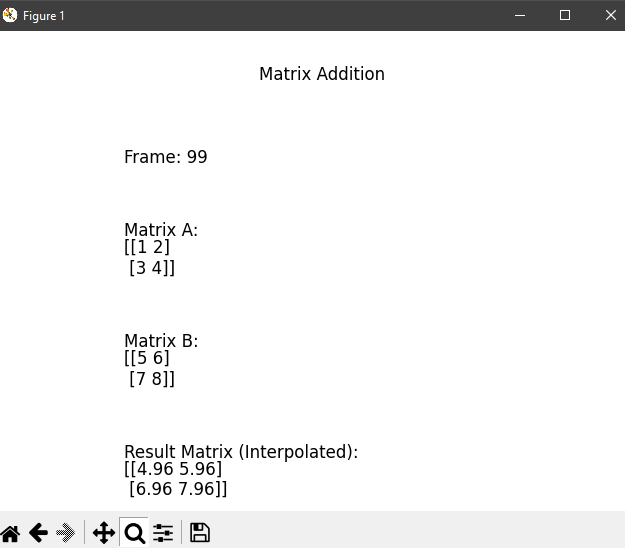 Figure 1
Matrix Addition
Frame: 99
Matrix A:
[[1 2]
[3 4]]
Matrix B:
[[5 6]
[7 8]]
Result Matrix (Interpolated):
[[4.96 5.96]
[6.96 7.96]]